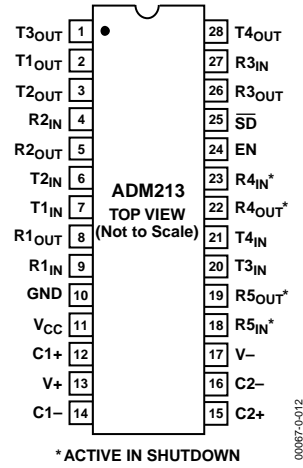 T3OUT 1 28 T4OUT
T1OUT 2 27 R3IN
T2OUT 3 26 R3OUT
R2IN 4 25 SD
R2OUT 5 24 EN
T2IN 6 23 R4IN*
ADM213
T1IN 7 TOP VIEW 22 R4OUT*
R1OUT 8 (Not to Scale) 21 T4IN
R1IN 9 20 T3IN
GND 10 19 R5OUT*
VCC 11 18 R5IN*
C1+ 12 17 V–
V+ 13 16 C2–
C1– 14 15 C2+
*ACTIVE IN SHUTDOWN
00067-0-012